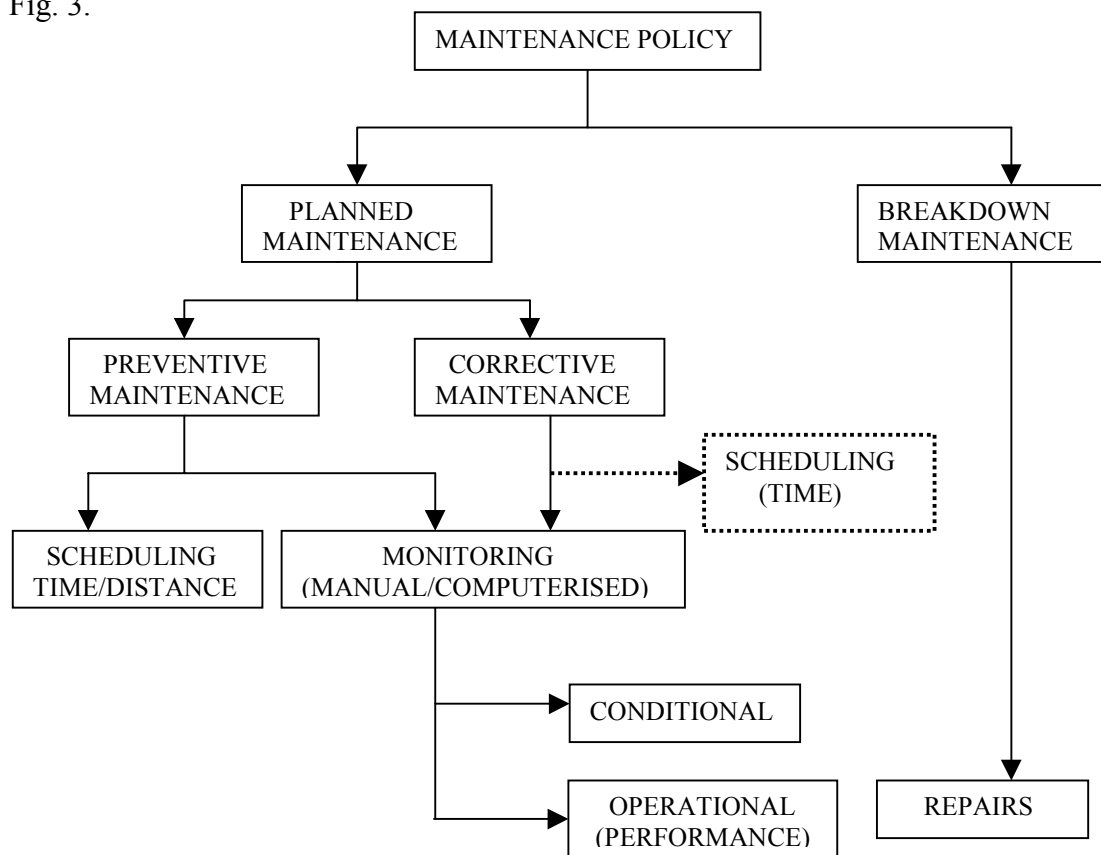 Fig. 3.
MAINTENANCE POLICY
PLANNED
MAINTENANCE
BREAKDOWN
MAINTENANCE
PREVENTIVE
MAINTENANCE
CORRECTIVE
MAINTENANCE
SCHEDULING
(TIME)
SCHEDULING
TIME/DISTANCE
MONITORING
(MANUAL/COMPUTERISED)
CONDITIONAL
OPERATIONAL
(PERFORMANCE)
REPAIRS